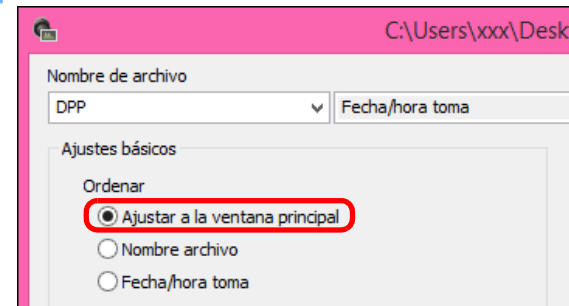 C:\Users\xxx\Desk
Nombre de archivo
DPP Fecha/hora toma
Ajustes básicos
Ordenar
Ajustar a la ventana principal
Nombre archivo
Fecha/hora toma